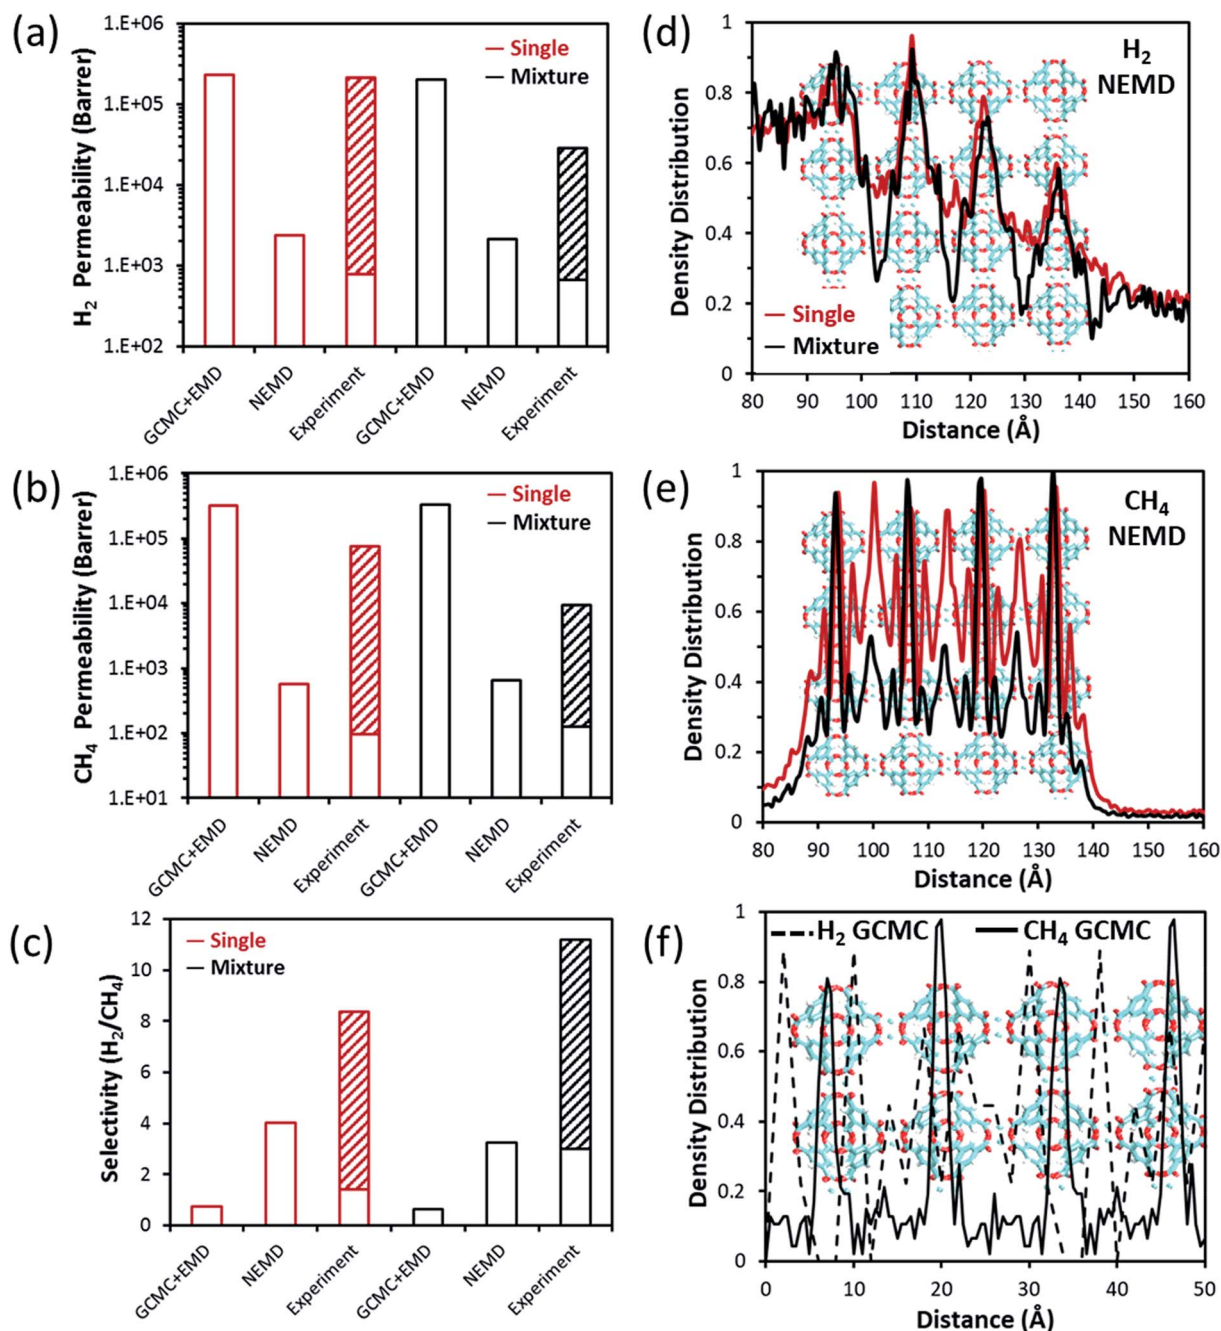 (a)
H2 Permeability (Barrer)
1.E+06
1.E+05
1.E+04
1.E+03
1.E+02
Single
Mixture
GCMC+EMD
NEMD
Experiment
GCMC+EMD
NEMD
Experiment
(d)
Density Distribution
1
0.8
0.6
0.4
0.2
0
H2
NEMD
Single
Mixture
80 90 100 110 120 130 140 150 160
Distance (Å)
(b)
CH4 Permeability (Barrer)
1.E+06
1.E+05
1.E+04
1.E+03
1.E+02
1.E+01
Single
Mixture
GCMC+EMD
NEMD
Experiment
GCMC+EMD
NEMD
Experiment
(e)
Density Distribution
1
0.8
0.6
0.4
0.2
0
CH4
NEMD
80 90 100 110 120 130 140 150 160
Distance (Å)
(c)
Selectivity (H2/CH4)
12
10
8
6
4
2
0
Single
Mixture
GCMC+EMD
NEMD
Experiment
GCMC+EMD
NEMD
Experiment
(f)
Density Distribution
1
0.8
0.6
0.4
0.2
0
H2 GCMC CH4 GCMC
0 10 20 30 40 50
Distance (Å)